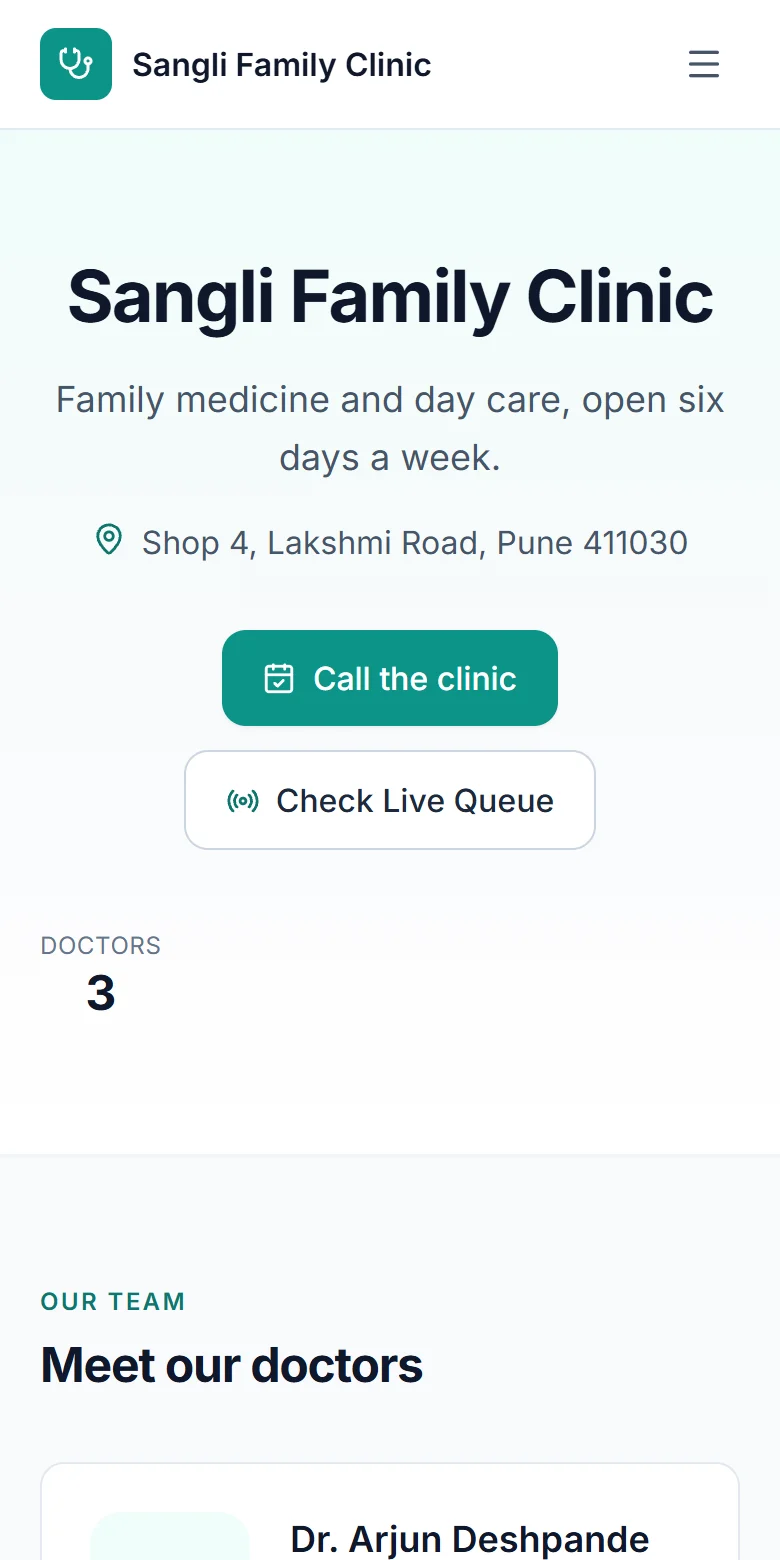 Sangli Family Clinic
Sangli Family Clinic
Family medicine and day care, open six
days a week.
Shop 4, Lakshmi Road, Pune 411030
Call the clinic
Check Live Queue
DOCTORS
3
OUR TEAM
Meet our doctors
Dr. Arjun Deshpande